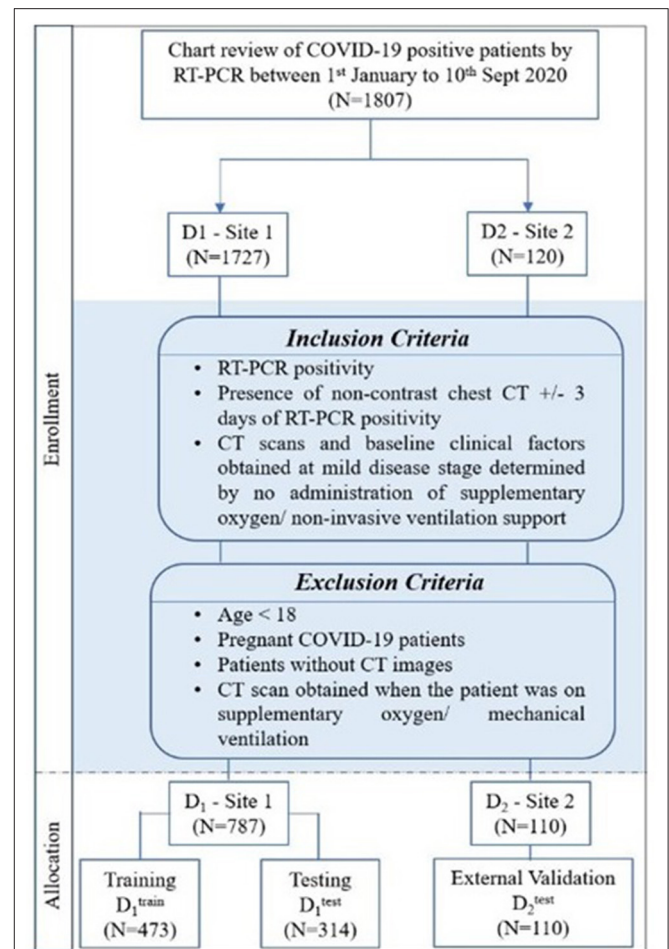 Chart review of COVID-19 positive patients by
RT-PCR between 1st January to 10th Sept 2020
(N=1807)
D1 - Site 1
(N=1727)
D2 - Site 2
(N=120)
Enrollment
Inclusion Criteria
• RT-PCR positivity
• Presence of non-contrast chest CT +/- 3
days of RT-PCR positivity
• CT scans and baseline clinical factors
obtained at mild disease stage determined
by no administration of supplementary
oxygen/ non-invasive ventilation support
Exclusion Criteria
• Age < 18
• Pregnant COVID-19 patients
• Patients without CT images
• CT scan obtained when the patient was on
supplementary oxygen/ mechanical
ventilation
Allocation
D1 - Site 1
(N=787)
D2 - Site 2
(N=110)
Training
D1train
(N=473)
Testing
D1test
(N=314)
External Validation
D2test
(N=110)